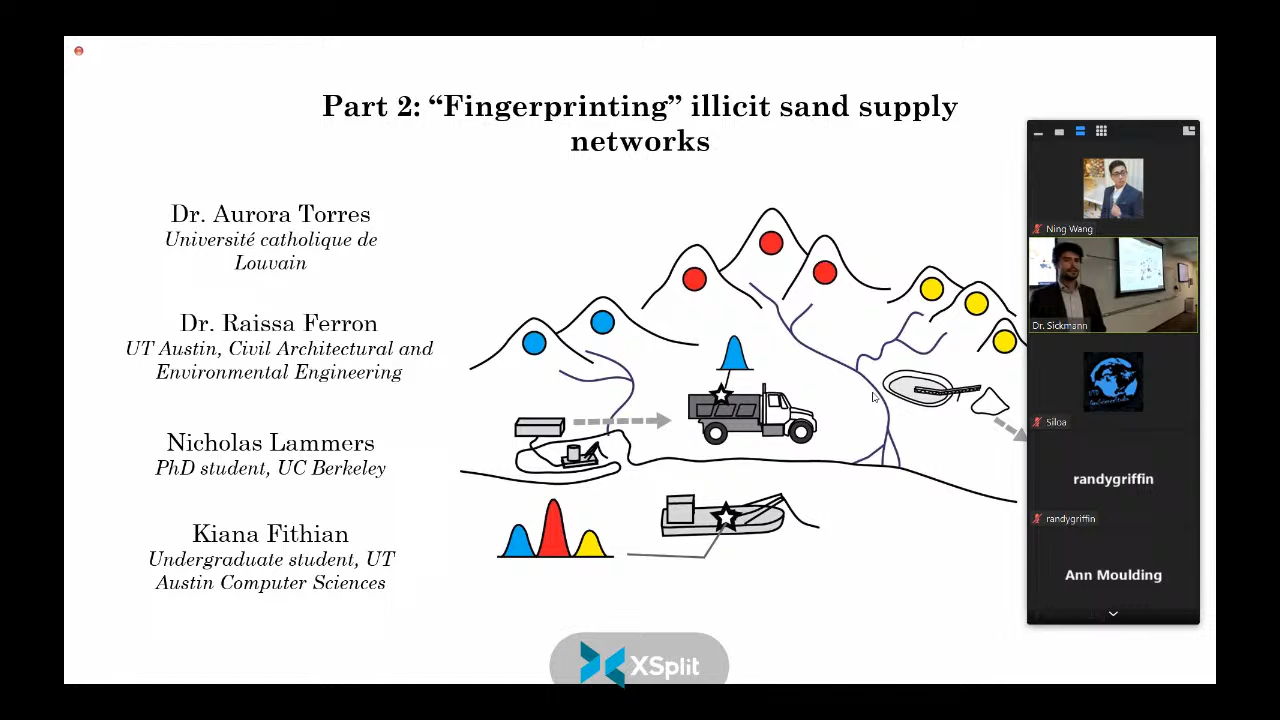 Part 2: “Fingerprinting” illicit sand supply
networks
Dr. Aurora Torres
Université catholique de
Louvain
Dr. Raissa Ferron
UT Austin, Civil Architectural and
Environmental Engineering
Nicholas Lammers
PhD student, UC Berkeley
Kiana Fithian
Undergraduate student, UT
Austin Computer Sciences
Ning Wang
Dr. Sickmann
Siloa
randygriffin
randygriffin
Ann Moulding
XSplit